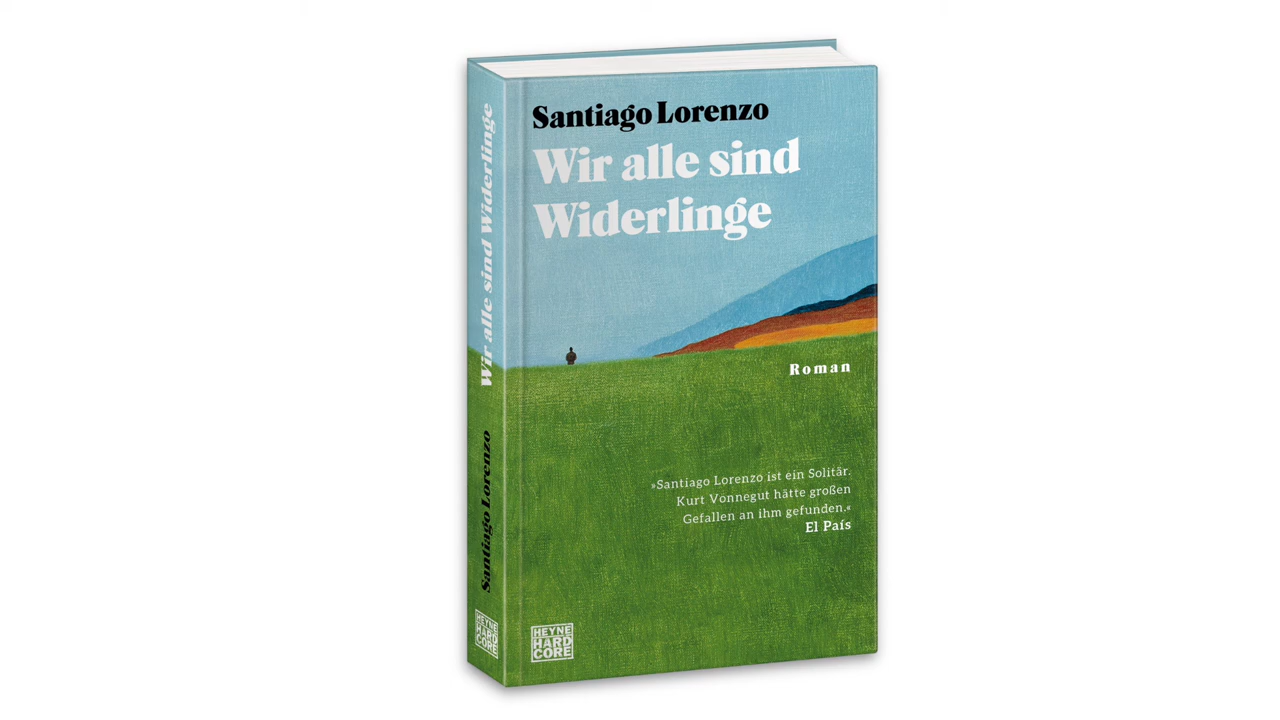 Santiago Lorenzo
Wir alle sind
Widerlinge
Roman
»Santiago Lorenzo ist ein Solitär.
Kurt Vonnegut hätte großen
Gefallen an ihm gefunden.«
El País
HEYNE
HARD
CORE
Wir alle sind Widerlinge
Santiago Lorenzo
HEYNE
HARD
CORE